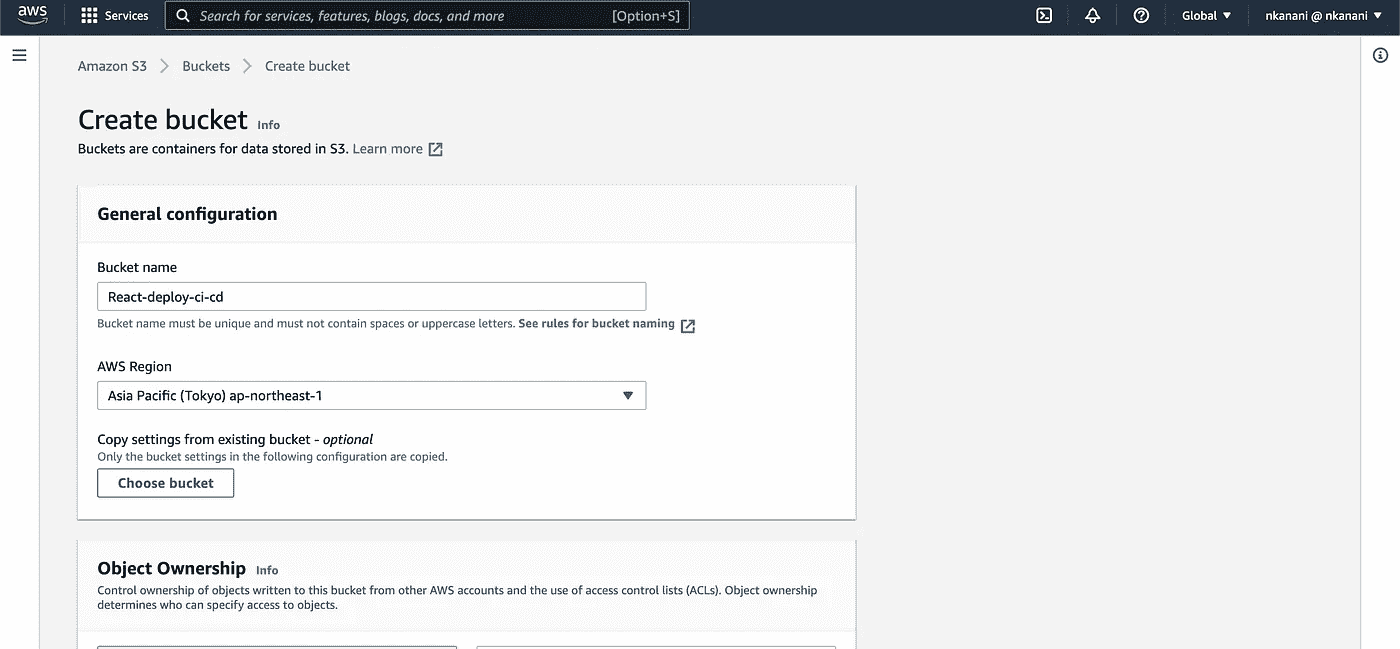 aws
Services
Search for services, features, blogs, docs, and more
[Option+S]
Global
nkanani @ nkanani
Amazon S3
Buckets
Create bucket
Create bucket Info
Buckets are containers for data stored in S3. Learn more
General configuration
Bucket name
React-deploy-ci-cd
Bucket name must be unique and must not contain spaces or uppercase letters. See rules for bucket naming
AWS Region
Asia Pacific (Tokyo) ap-northeast-1
Copy settings from existing bucket - optional
Only the bucket settings in the following configuration are copied.
Choose bucket
Object Ownership Info
Control ownership of objects written to this bucket from other AWS accounts and the use of access control lists (ACLs). Object ownership
determines who can specify access to objects.